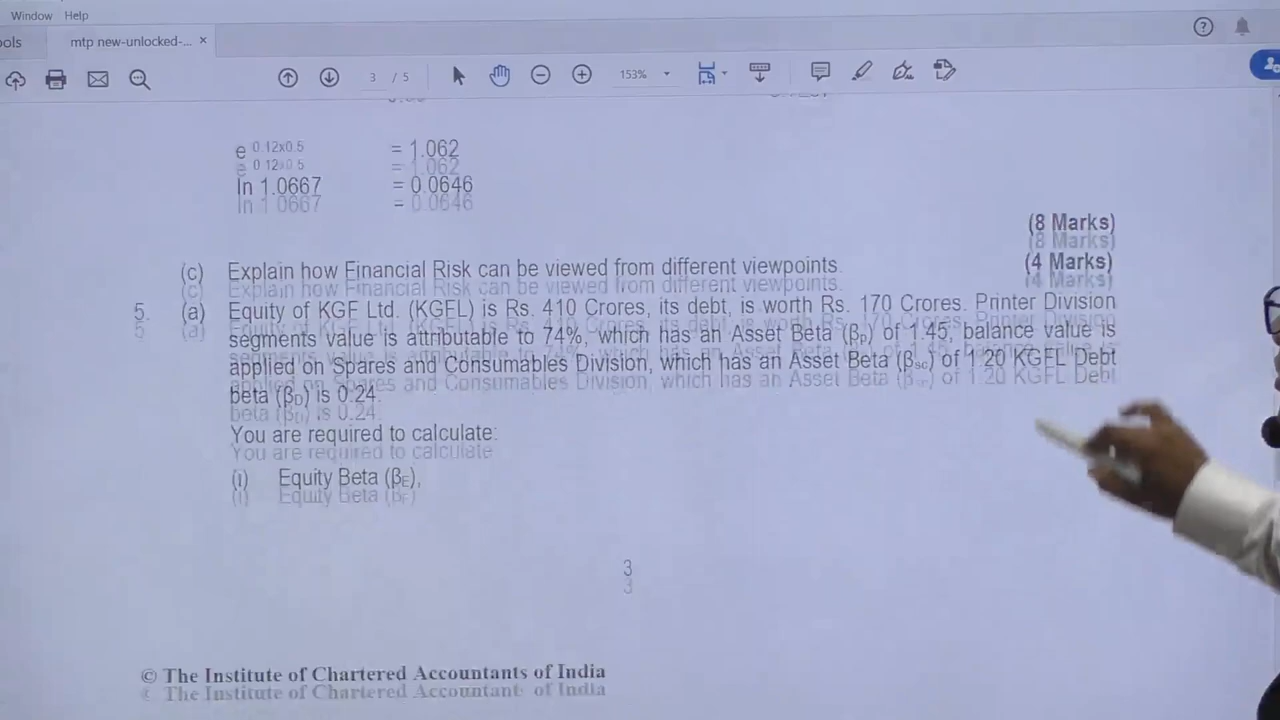 Window Help
ols
mtp new-unlocked-... ×
3 / 5
153%
e 0.12x0.5 = 1.062
ln 1.0667 = 0.0646
(8 Marks)
(c) Explain how Financial Risk can be viewed from different viewpoints. (4 Marks)
5. (a) Equity of KGF Ltd. (KGFL) is Rs. 410 Crores, its debt, is worth Rs. 170 Crores. Printer Division
segments value is attributable to 74%, which has an Asset Beta (βp) of 1.45, balance value is
applied on Spares and Consumables Division, which has an Asset Beta (βsc) of 1.20 KGFL Debt
beta (βD) is 0.24.
You are required to calculate:
(i) Equity Beta (βE),
3
© The Institute of Chartered Accountants of India